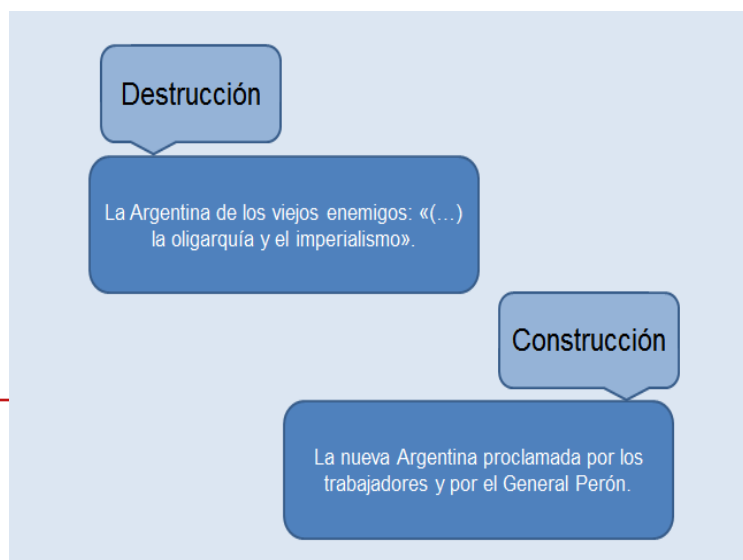 Destrucción
La Argentina de los viejos enemigos: «(…)
la oligarquía y el imperialismo».
Construcción
La nueva Argentina proclamada por los
trabajadores y por el General Perón.